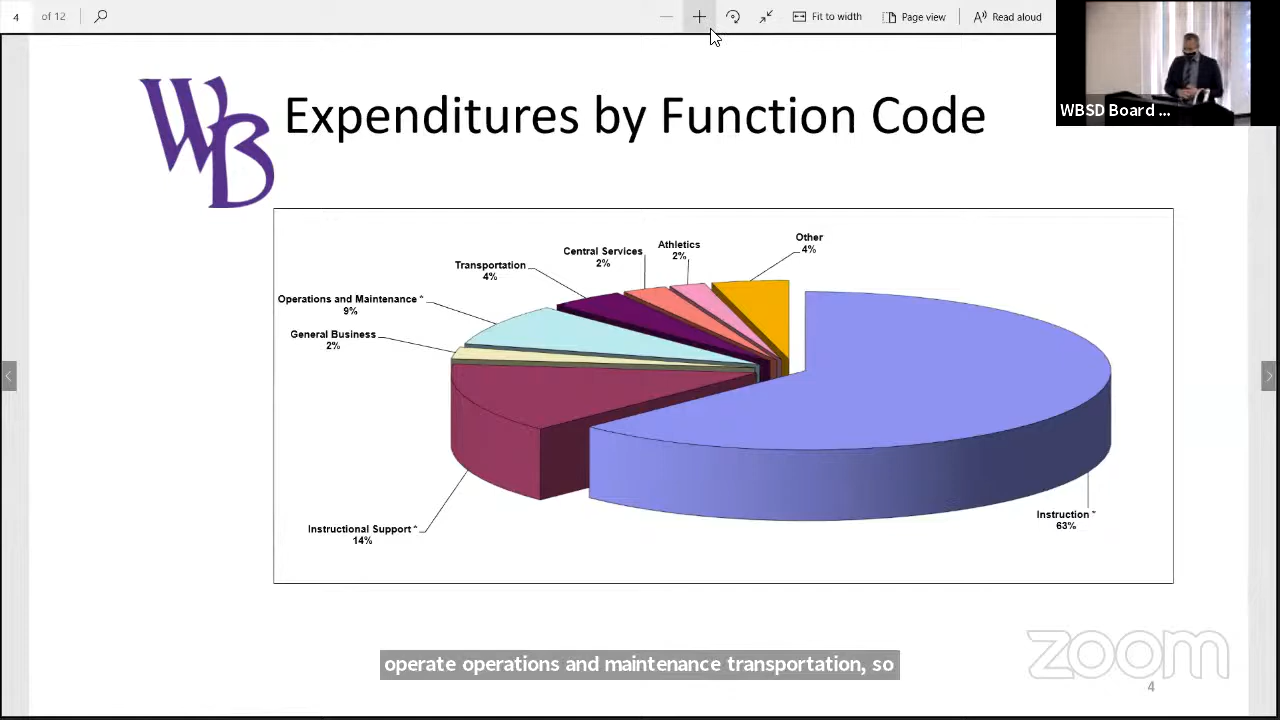 4 of 12
Fit to width
Page view
Read aloud
WBSD Board ...
WB
Expenditures by Function Code
Other
4%
Athletics
2%
Central Services
2%
Transportation
4%
Operations and Maintenance *
9%
General Business
2%
Instruction *
63%
Instructional Support *
14%
operate operations and maintenance transportation, so
zoom
4